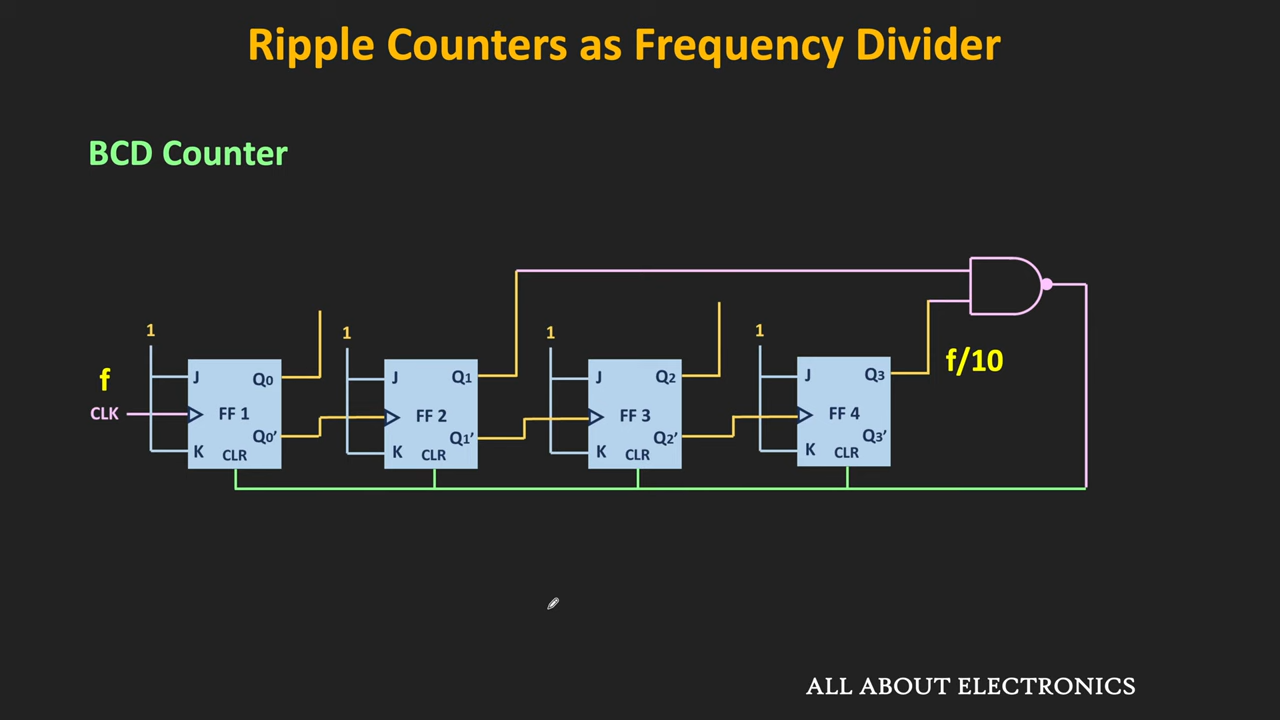 Ripple Counters as Frequency Divider
BCD Counter
1 1 1 1
f
CLK
J Q0 FF 1 Q0' K CLR
J Q1 FF 2 Q1' K CLR
J Q2 FF 3 Q2' K CLR
J Q3 FF 4 Q3' K CLR
f/10
ALL ABOUT ELECTRONICS